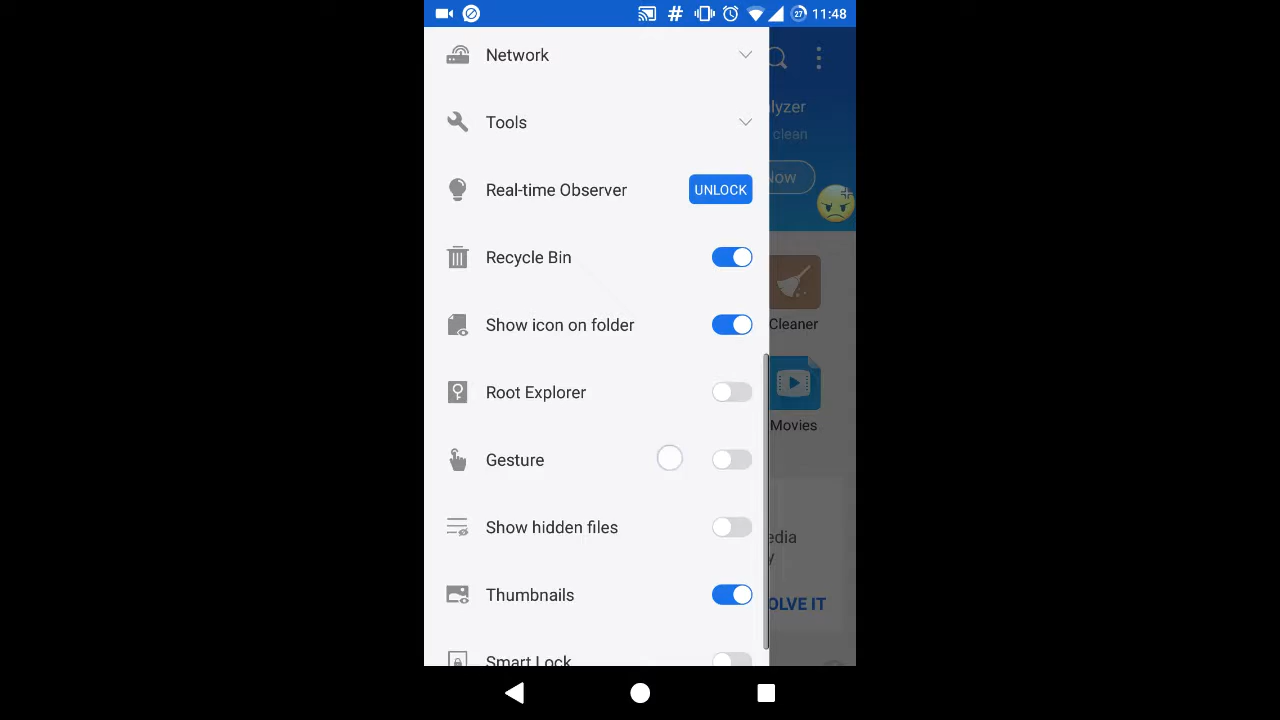 27 11:48
Network
lyzer
Tools
clean
Now
Real-time Observer UNLOCK
Recycle Bin
Show icon on folder
Cleaner
Root Explorer
Movies
Gesture
Show hidden files
edia
y
Thumbnails
OLVE IT
Smart Lock